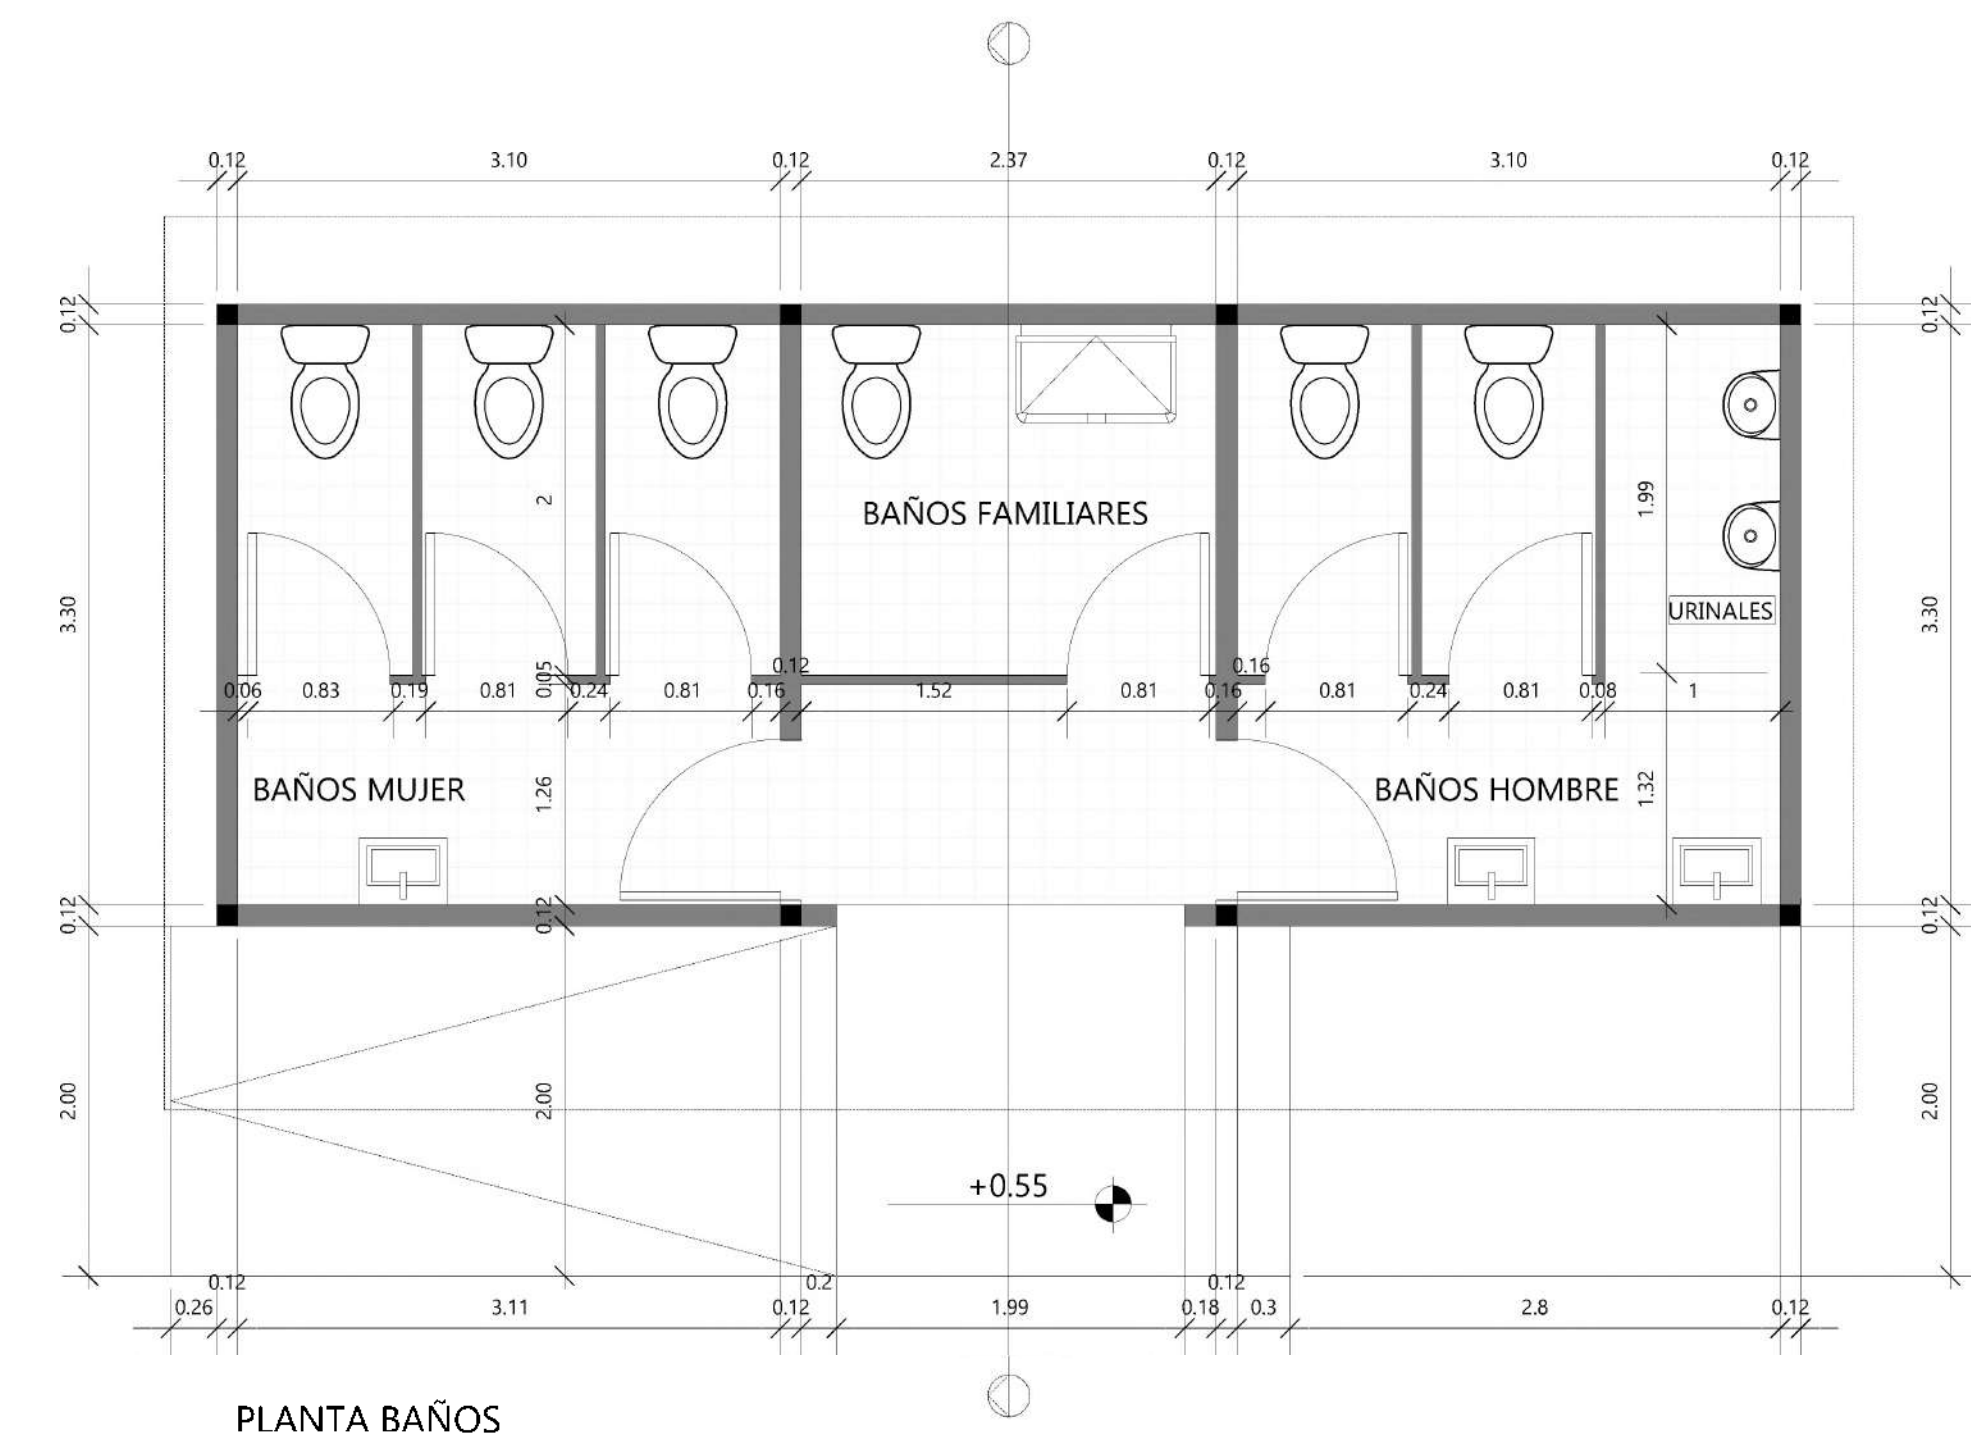 0.12 3.10 0.12 2.37 0.12 3.10 0.12
0.12 0.12
2 BAÑOS FAMILIARES 1.99
3.30 URINALES 3.30
0.05 0.12 0.16
0.06 0.83 0.19 0.81 0.24 0.81 0.16 1.52 0.81 0.16 0.81 0.24 0.81 0.08 1
BAÑOS MUJER 1.26 BAÑOS HOMBRE 1.32
0.12 0.12 0.12
2.00 2.00 2.00
+0.55
0.12 0.2 0.12
0.26 3.11 0.12 1.99 0.18 0.3 2.8 0.12
PLANTA BAÑOS